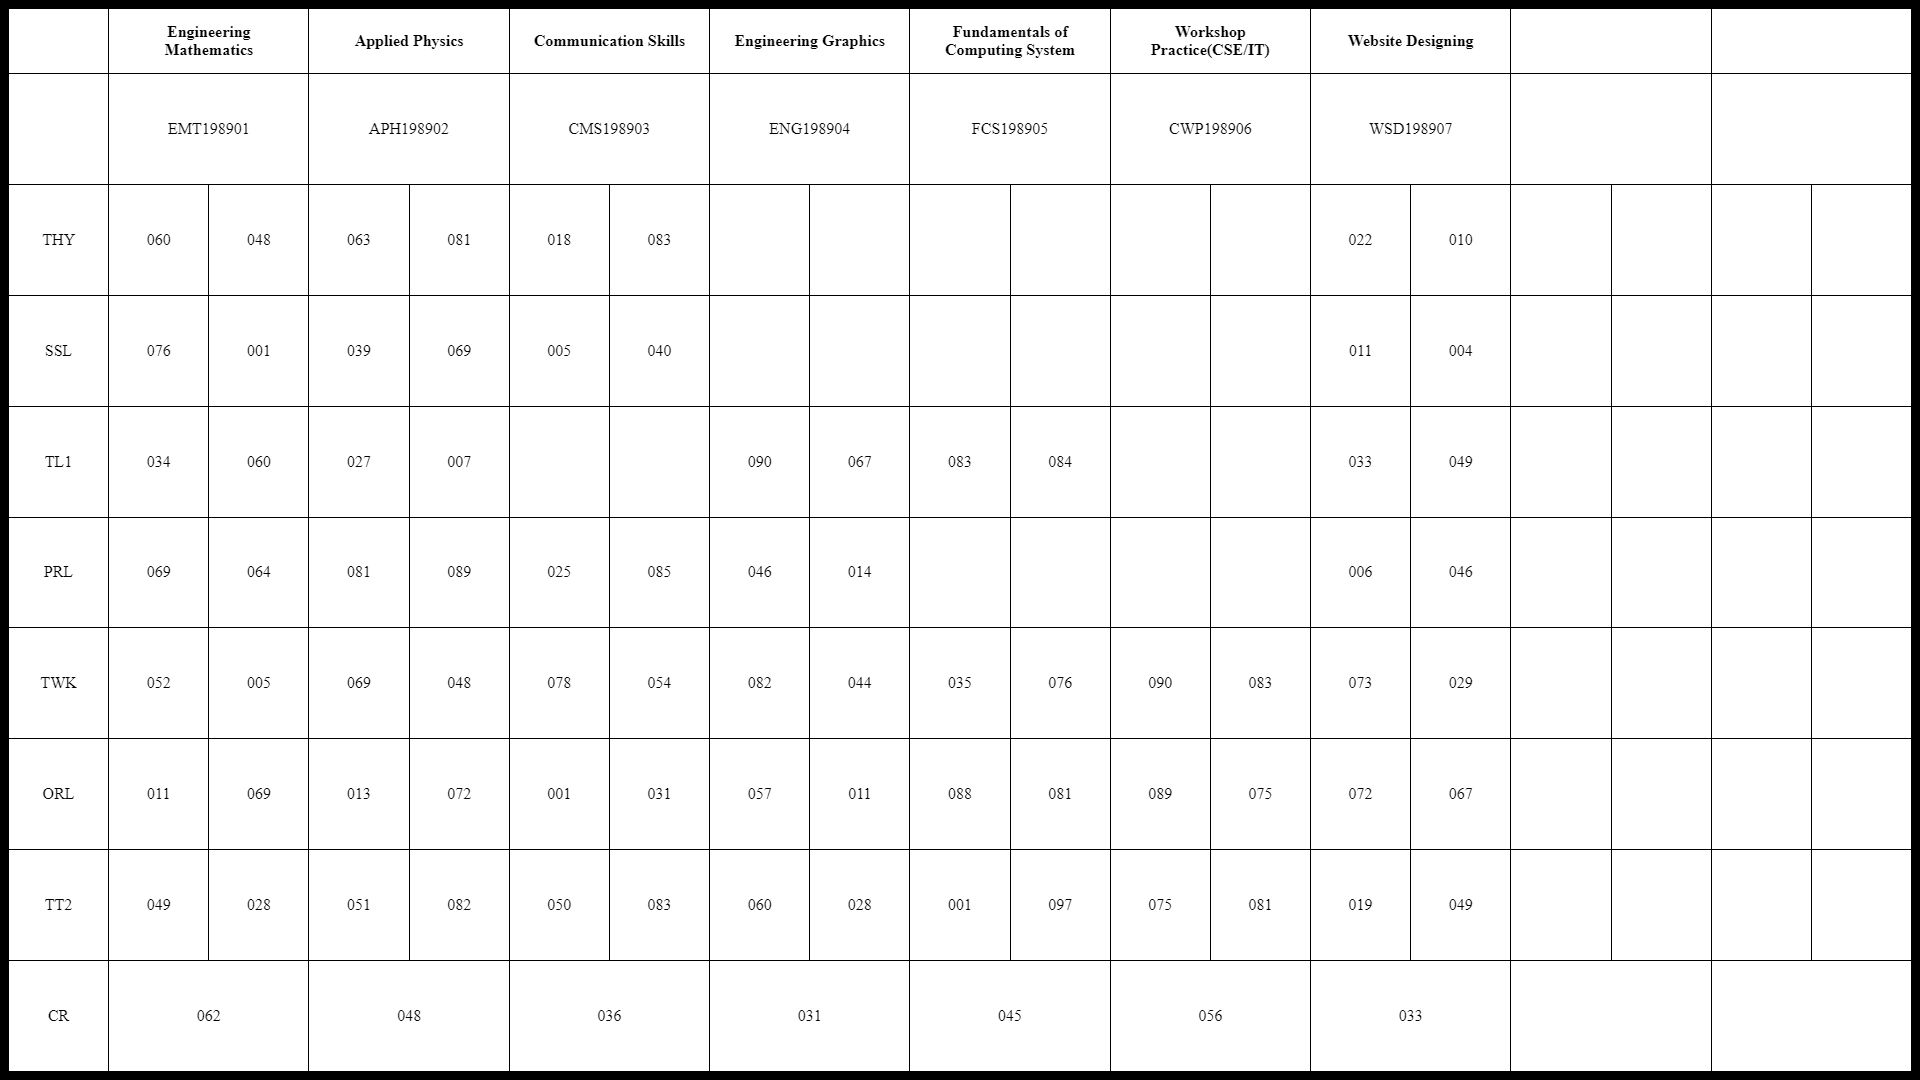 Engineering Mathematics Applied Physics Communication Skills Engineering Graphics Fundamentals of Computing System Workshop Practice(CSE/IT) Website Designing
EMT198901 APH198902 CMS198903 ENG198904 FCS198905 CWP198906 WSD198907
THY 060 048 063 081 018 083 022 010
SSL 076 001 039 069 005 040 011 004
TL1 034 060 027 007 090 067 083 084 033 049
PRL 069 064 081 089 025 085 046 014 006 046
TWK 052 005 069 048 078 054 082 044 035 076 090 083 073 029
ORL 011 069 013 072 001 031 057 011 088 081 089 075 072 067
TT2 049 028 051 082 050 083 060 028 001 097 075 081 019 049
CR 062 048 036 031 045 056 033